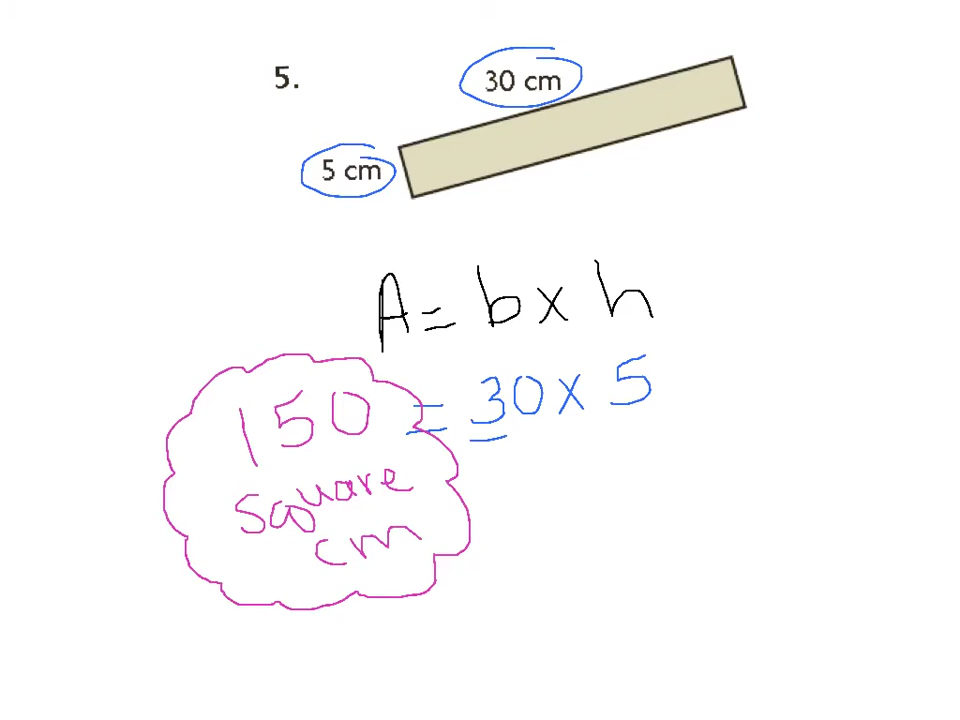 5.
30 cm
5 cm
A = b x h
150 = 30 x 5
square
cm